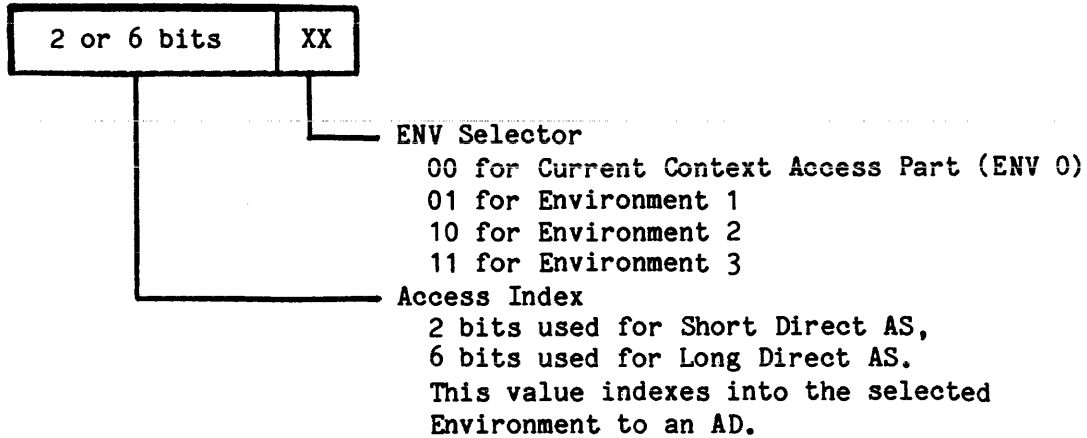 2 or 6 bits XX
ENV Selector
00 for Current Context Access Part (ENV 0)
01 for Environment 1
10 for Environment 2
11 for Environment 3
Access Index
2 bits used for Short Direct AS,
6 bits used for Long Direct AS.
This value indexes into the selected
Environment to an AD.